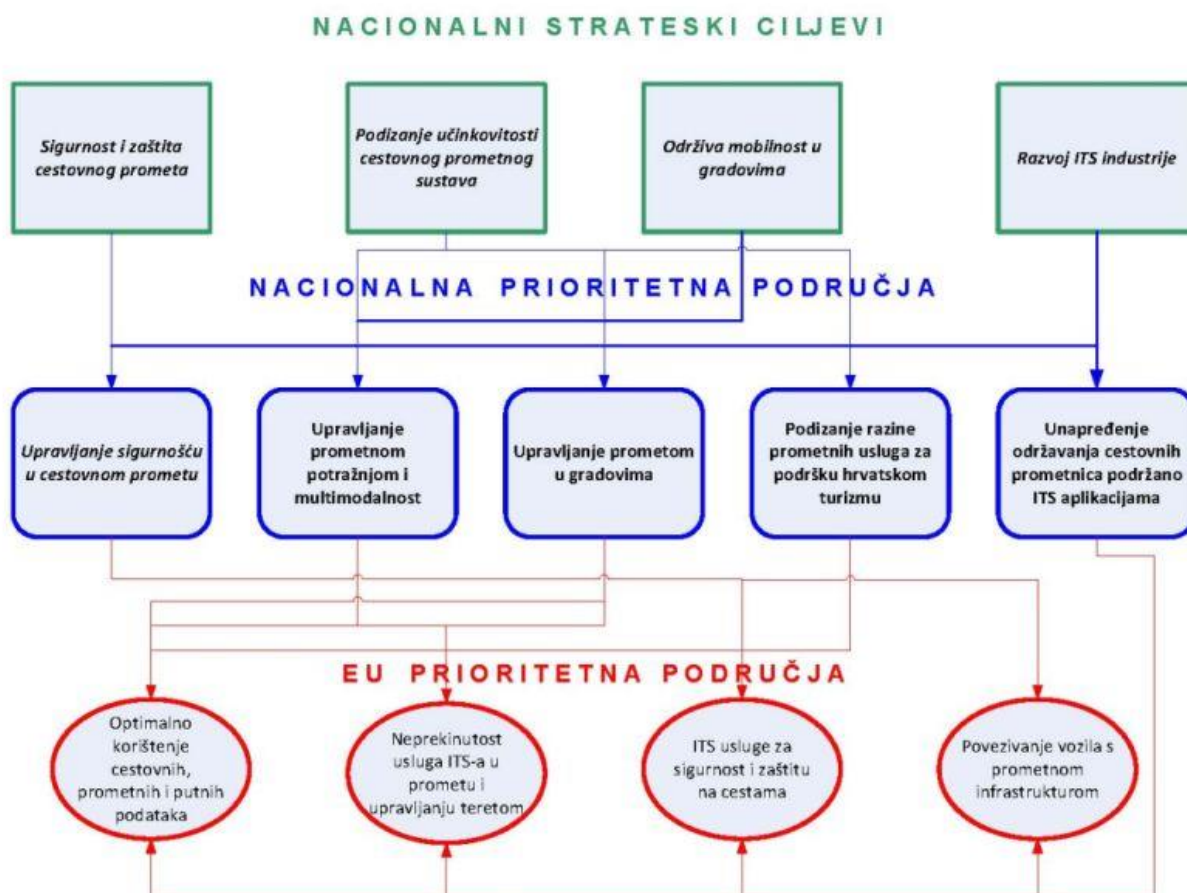 NACIONALNI STRATESKI CILJEVI
Sigurnost i zaštita
cestovnog prometa
Podizanje učinkovitosti
cestovnog prometnog
sustava
Održiva mobilnost u
gradovima
Razvoj ITS industrije
NACIONALNA PRIORITETNA PODRUČJA
Upravljanje sigurnošću
u cestovnom prometu
Upravljanje
prometnom
potražnjom i
multimodalnost
Upravljanje prometom
u gradovima
Podizanje razine
prometnih usluga za
podršku hrvatskom
turizmu
Unapređenje
održavanja cestovnih
prometnica podržano
ITS aplikacijama
EU PRIORITETNA PODRUČJA
Optimalno
korištenje
cestovnih,
prometnih i putnih
podataka
Neprekinutost
usluga ITS-a u
prometu i
upravljanju teretom
ITS usluge za
sigurnost i zaštitu
na cestama
Povezivanje vozila s
prometnom
infrastrukturom